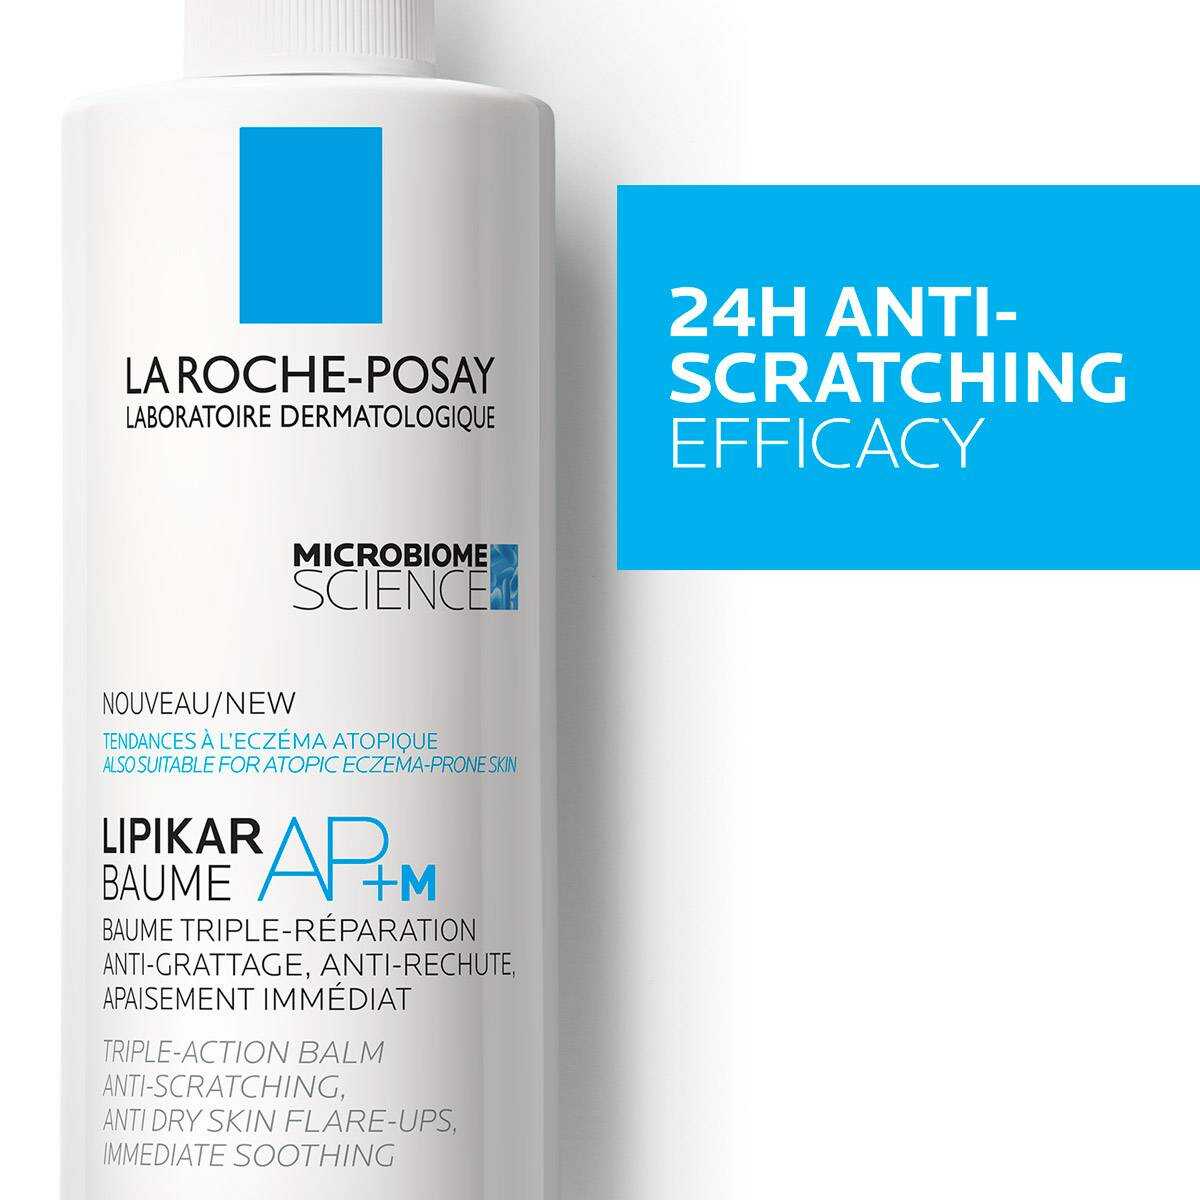 LA ROCHE-POSAY
LABORATOIRE DERMATOLOGIQUE
MICROBIOME
SCIENCE
NOUVEAU/NEW
TENDANCES À L'ECZÉMA ATOPIQUE
ALSO SUITABLE FOR ATOPIC ECZEMA-PRONE SKIN
LIPIKAR
BAUME AP+M
BAUME TRIPLE-RÉPARATION
ANTI-GRATTAGE, ANTI-RECHUTE,
APAISEMENT IMMÉDIAT
TRIPLE-ACTION BALM
ANTI-SCRATCHING,
ANTI DRY SKIN FLARE-UPS,
IMMEDIATE SOOTHING
24H ANTI-
SCRATCHING
EFFICACY